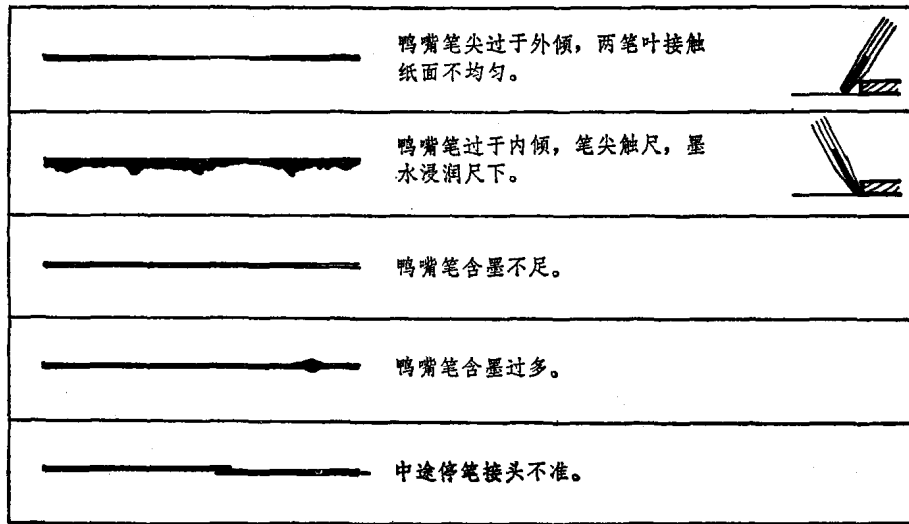 鸭嘴笔尖过于外倾，两笔叶接触
纸面不均匀。
鸭嘴笔过于内倾，笔尖触尺，墨
水浸润尺下。
鸭嘴笔含墨不足。
鸭嘴笔含墨过多。
中途停笔接头不准。